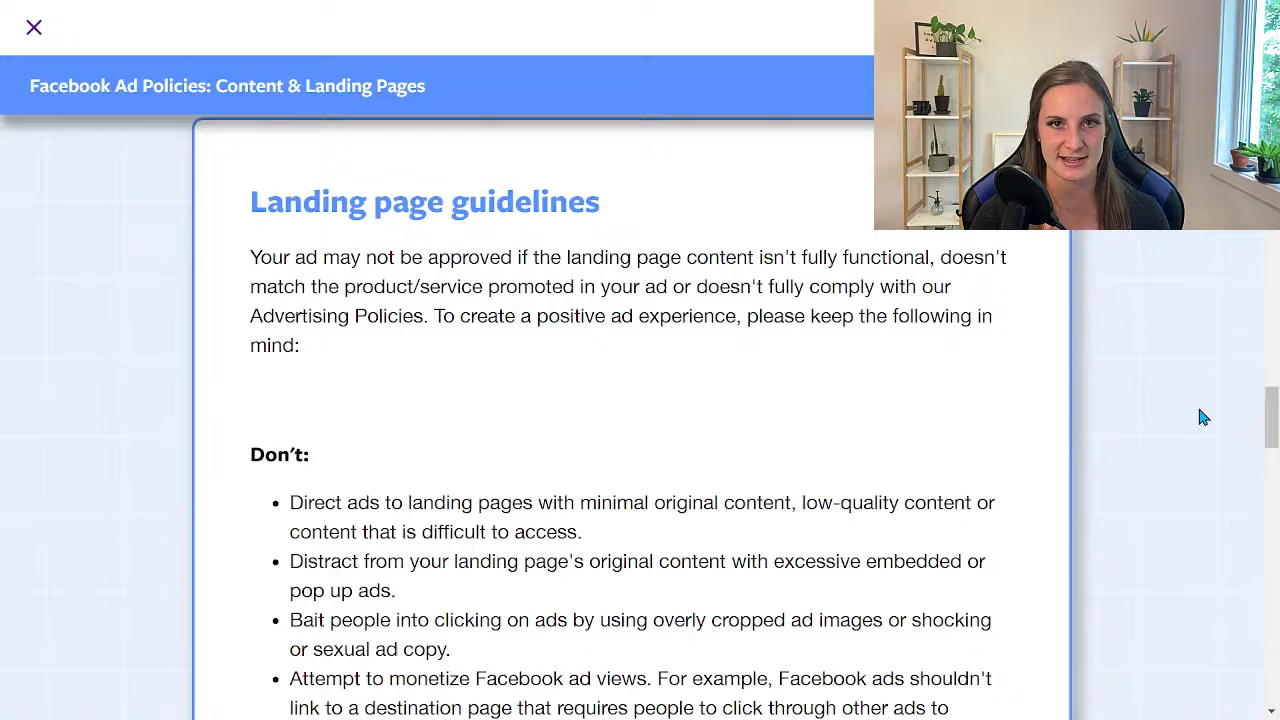 Facebook Ad Policies: Content & Landing Pages
Landing page guidelines
Your ad may not be approved if the landing page content isn't fully functional, doesn't
match the product/service promoted in your ad or doesn't fully comply with our
Advertising Policies. To create a positive ad experience, please keep the following in
mind:
Don't:
• Direct ads to landing pages with minimal original content, low-quality content or
content that is difficult to access.
• Distract from your landing page's original content with excessive embedded or
pop up ads.
• Bait people into clicking on ads by using overly cropped ad images or shocking
or sexual ad copy.
• Attempt to monetize Facebook ad views. For example, Facebook ads shouldn't
link to a destination page that requires people to click through other ads to